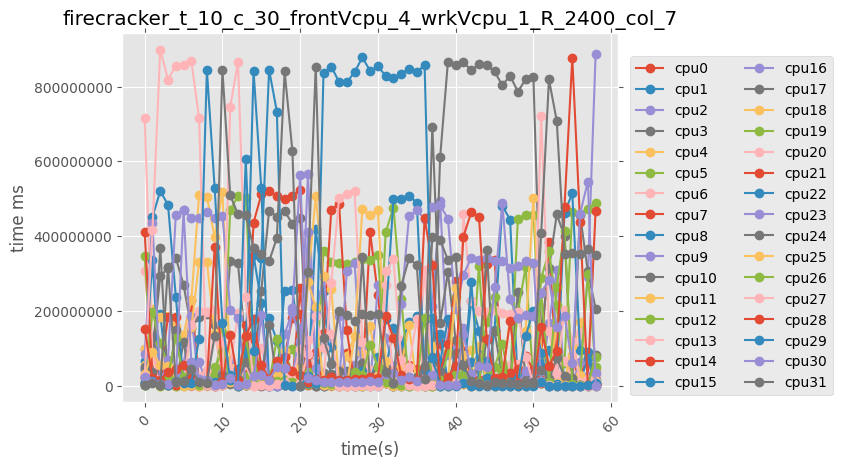 firecracker_t_10_c_30_frontVcpu_4_wrkVcpu_1_R_2400_col_7
time ms
800000000
600000000
400000000
200000000
0
0
10
20
30
40
50
60
time(s)
cpu0
cpu1
cpu2
cpu3
cpu4
cpu5
cpu6
cpu7
cpu8
cpu9
cpu10
cpu11
cpu12
cpu13
cpu14
cpu15
cpu16
cpu17
cpu18
cpu19
cpu20
cpu21
cpu22
cpu23
cpu24
cpu25
cpu26
cpu27
cpu28
cpu29
cpu30
cpu31